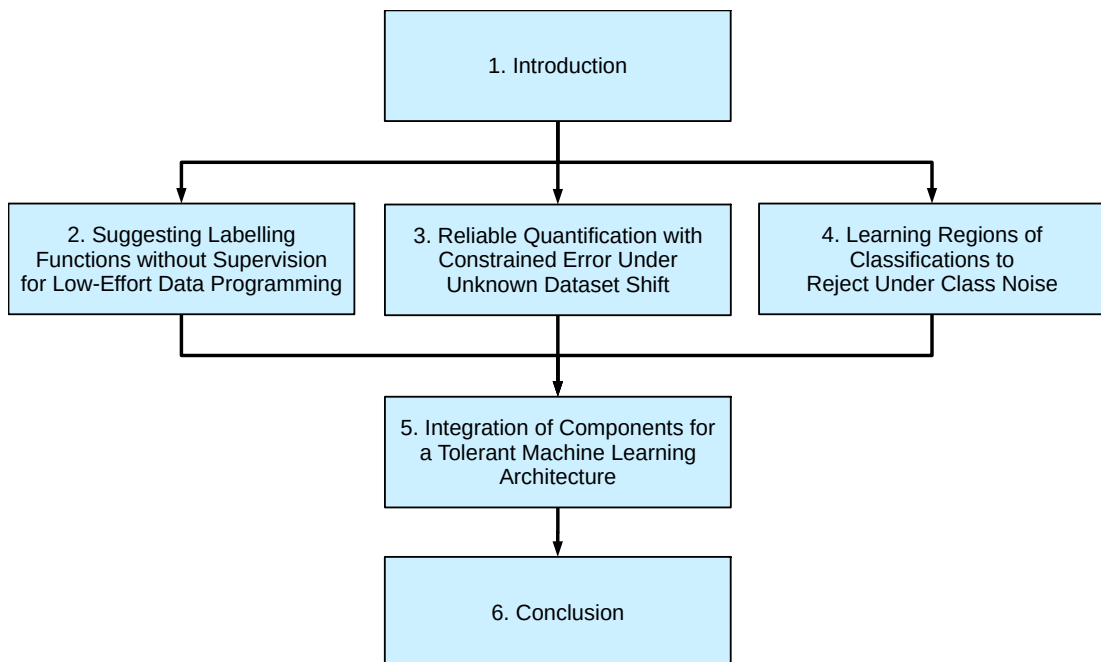 1. Introduction
2. Suggesting Labelling
Functions without Supervision
for Low-Effort Data Programming
3. Reliable Quantification with
Constrained Error Under
Unknown Dataset Shift
4. Learning Regions of
Classifications to
Reject Under Class Noise
5. Integration of Components for
a Tolerant Machine Learning
Architecture
6. Conclusion